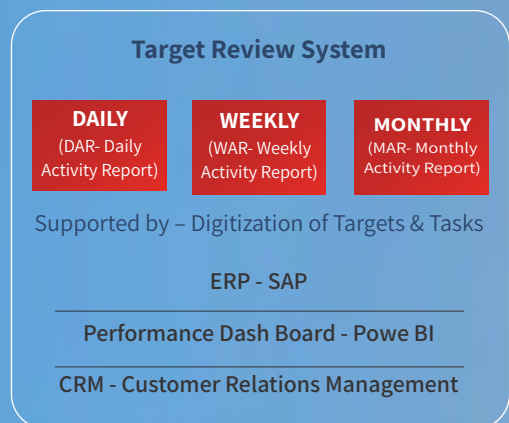 Target Review System
DAILY
(DAR- Daily
Activity Report)
WEEKLY
(WAR- Weekly
Activity Report)
MONTHLY
(MAR- Monthly
Activity Report)
Supported by – Digitization of Targets & Tasks
ERP - SAP
Performance Dash Board - Powe BI
CRM - Customer Relations Management